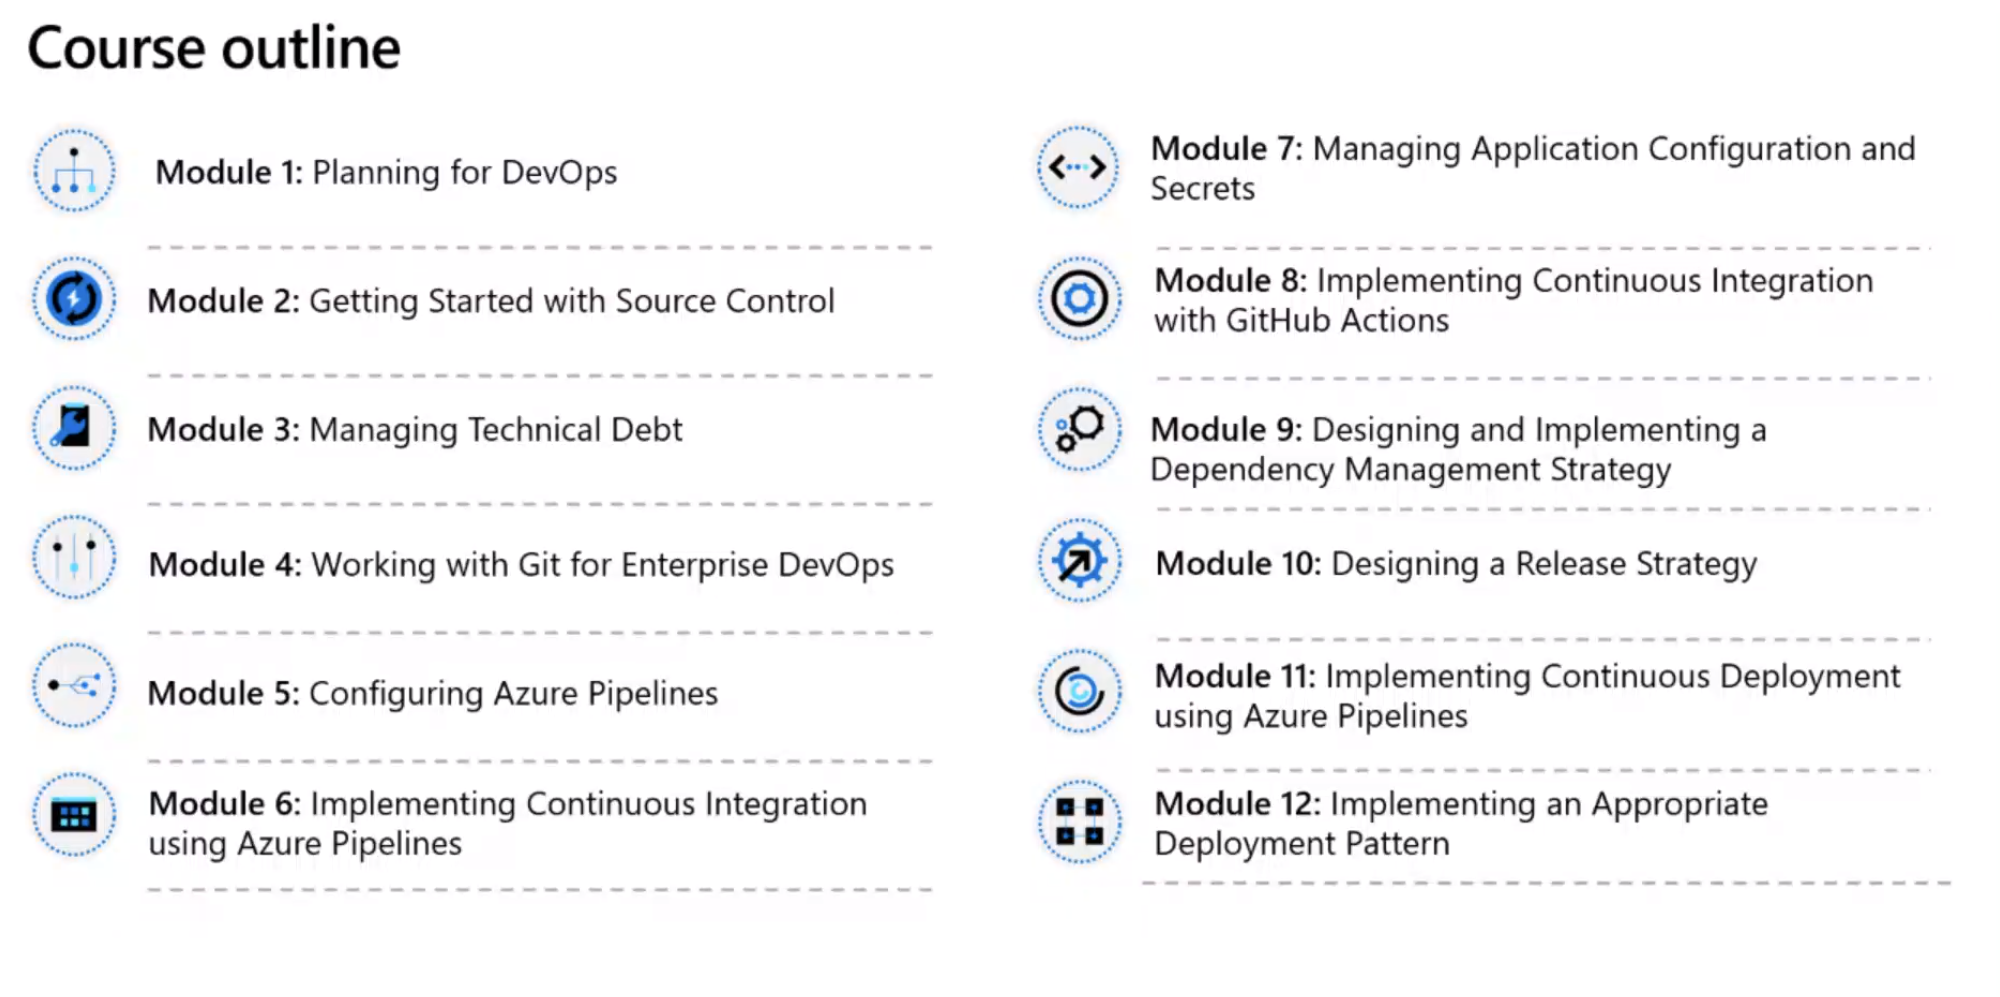 Course outline
Module 1: Planning for DevOps
Module 2: Getting Started with Source Control
Module 3: Managing Technical Debt
Module 4: Working with Git for Enterprise DevOps
Module 5: Configuring Azure Pipelines
Module 6: Implementing Continuous Integration
using Azure Pipelines
Module 7: Managing Application Configuration and
Secrets
Module 8: Implementing Continuous Integration
with GitHub Actions
Module 9: Designing and Implementing a
Dependency Management Strategy
Module 10: Designing a Release Strategy
Module 11: Implementing Continuous Deployment
using Azure Pipelines
Module 12: Implementing an Appropriate
Deployment Pattern